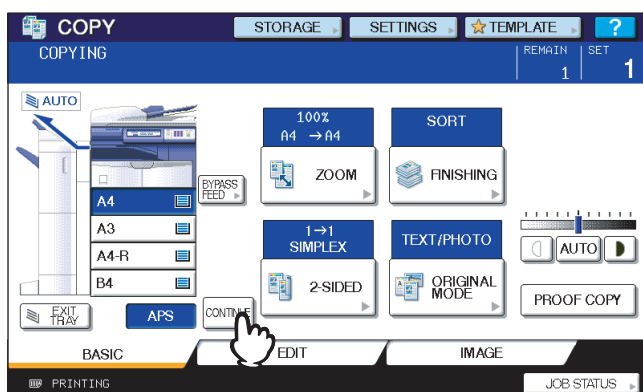 COPY
STORAGE
SETTINGS
TEMPLATE
?
COPYING
REMAIN
1
SET
1
AUTO
A4
A3
A4-R
B4
BYPASS
FEED
EXIT
TRAY
APS
CONTINUE
100%
A4 →A4
ZOOM
SORT
FINISHING
1→1
SIMPLEX
2-SIDED
TEXT/PHOTO
ORIGINAL
MODE
AUTO
PROOF COPY
BASIC
EDIT
IMAGE
PRINTING
JOB STATUS